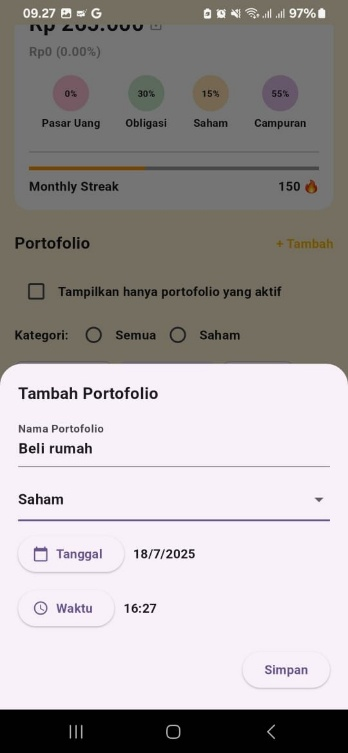 09.27 97%
Rp 265.000
Rp0 (0.00%)
0% 30% 15% 55%
Pasar Uang Obligasi Saham Campuran
Monthly Streak 150 🔥
Portofolio + Tambah
Tampilkan hanya portofolio yang aktif
Kategori: Semua Saham
Tambah Portofolio
Nama Portofolio
Beli rumah
Saham
Tanggal 18/7/2025
Waktu 16:27
Simpan